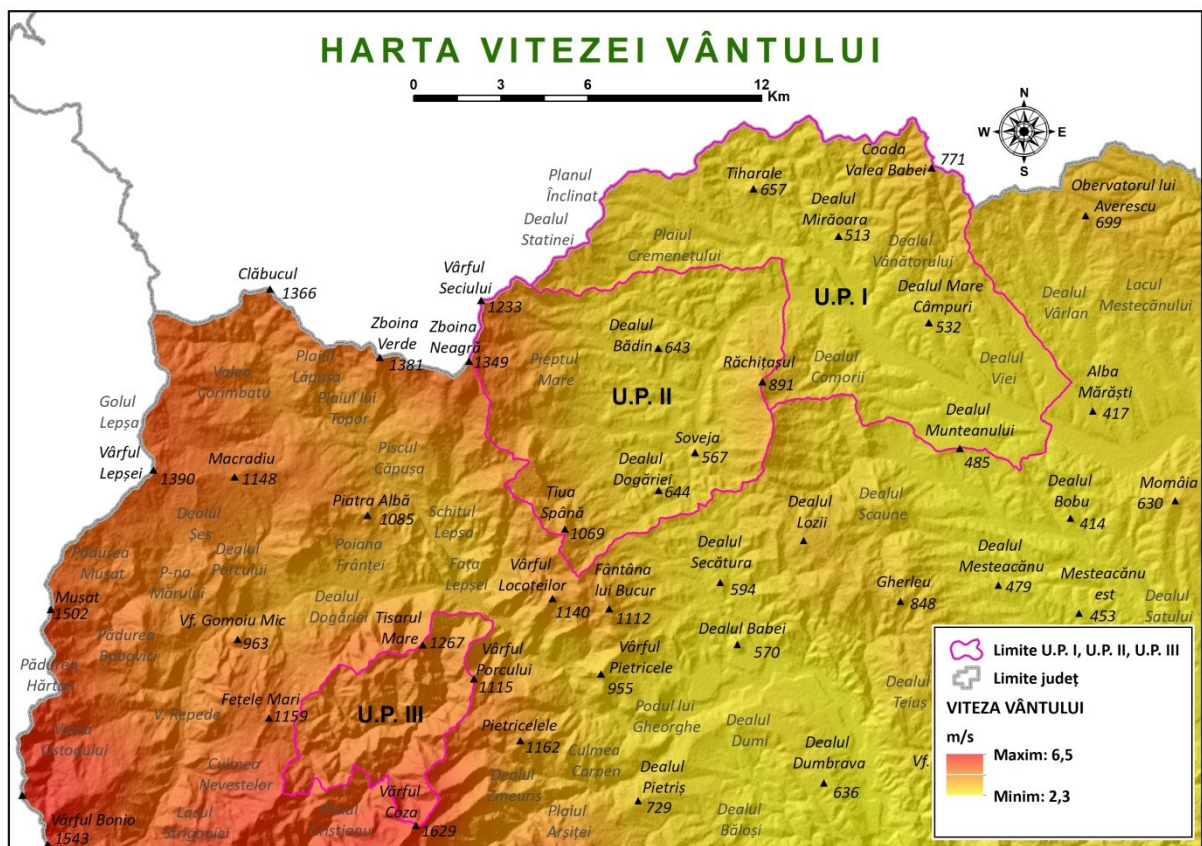 HARTA VITEZEI VÂNTULUI
0 3 6 12
Km
N
W E
S
Coada
Valea Babei
771
Tiharale
657
Planul
Înclinat
Obervatorul lui
Averescu
699
Dealul
Mirăoara
513
Dealul
Statinei
Plaiul
Cremenețului
Dealul
Vânătorului
Clăbucul
1366
Vârful
Seciului
1233
U.P. I
Dealul Mare
Câmpuri
532
Dealul
Vârlan
Lacul
Mestecănului
Zboina
Verde
1381
Zboina
Neagră
1349
Dealul
Bădin
643
Pieptul
Mare
Răchitașul
891
Dealul
Comorii
Dealul
Viei
Plaiul
Lăpușa
Valea
Corimbatu
Plaiul lui
Topor
Alba
Mărăști
417
U.P. II
Golul
Lepșa
Vârful
Lepșei
1390
Macradiu
1148
Piscul
Căpușa
Soveja
567
Dealul
Munteanului
485
Dealul
Dogăriei
644
Dealul
Bobu
414
Momâia
630
Piatra Albă
1085
Țiua
Spână
1069
Schitul
Lepșa
Dealul
Lozii
Dealul
Scaune
Dealul
Șes
Pădurea
Mușat
P-na
Mărului
Dealul
Porcului
Poiana
Frânței
Fața
Lepșei
Vârful
Locoțeilor
1140
Fântâna
lui Bucur
1112
Dealul
Secătura
594
Gherleu
848
Dealul
Mesteacănu
479
Mesteacănu
est
453
Dealul
Satului
Mușat
1502
Vf. Gomoiu Mic
963
Dealul
Dogăriei
Tisarul
Mare
1267
Dealul Babei
570
Pădurea
Vârful
Porcului
1115
Vârful
Pietricele
955
Pădurea
Fețele Mari
1159
V. Repede
U.P. III
Pietricelele
1162
Podul lui
Gheorghe
Dealul
Dumi
Dealul
Teiuș
Culmea
Nevestelor
Culmea
Carpen
Dealul
Zmeuriș
Dealul
Pietriș
729
Dealul
Dumbrava
636
Vf.
Vârful
Coza
1629
Cristianu
Lacul
Plaiul
Arșitei
Dealul
Băloși
Vârful Bonio
1543
Limite U.P. I, U.P. II, U.P. III
Limite județ
VITEZA VÂNTULUI
m/s
Maxim: 6,5
Minim: 2,3